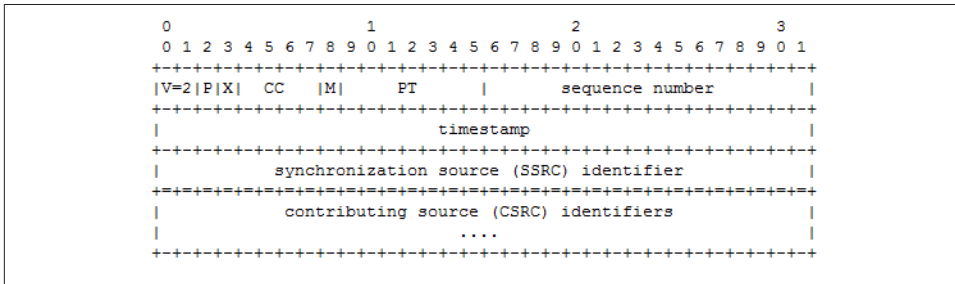 0                   1                   2                   3
0 1 2 3 4 5 6 7 8 9 0 1 2 3 4 5 6 7 8 9 0 1 2 3 4 5 6 7 8 9 0 1
+-+-+-+-+-+-+-+-+-+-+-+-+-+-+-+-+-+-+-+-+-+-+-+-+-+-+-+-+-+-+-+-+
|V=2|P|X|  CC   |M|     PT      |       sequence number         |
+-+-+-+-+-+-+-+-+-+-+-+-+-+-+-+-+-+-+-+-+-+-+-+-+-+-+-+-+-+-+-+-+
|                           timestamp                           |
+-+-+-+-+-+-+-+-+-+-+-+-+-+-+-+-+-+-+-+-+-+-+-+-+-+-+-+-+-+-+-+-+
|           synchronization source (SSRC) identifier            |
+=+=+=+=+=+=+=+=+=+=+=+=+=+=+=+=+=+=+=+=+=+=+=+=+=+=+=+=+=+=+=+=+
|            contributing source (CSRC) identifiers             |
|                             ....                              |
+-+-+-+-+-+-+-+-+-+-+-+-+-+-+-+-+-+-+-+-+-+-+-+-+-+-+-+-+-+-+-+-+